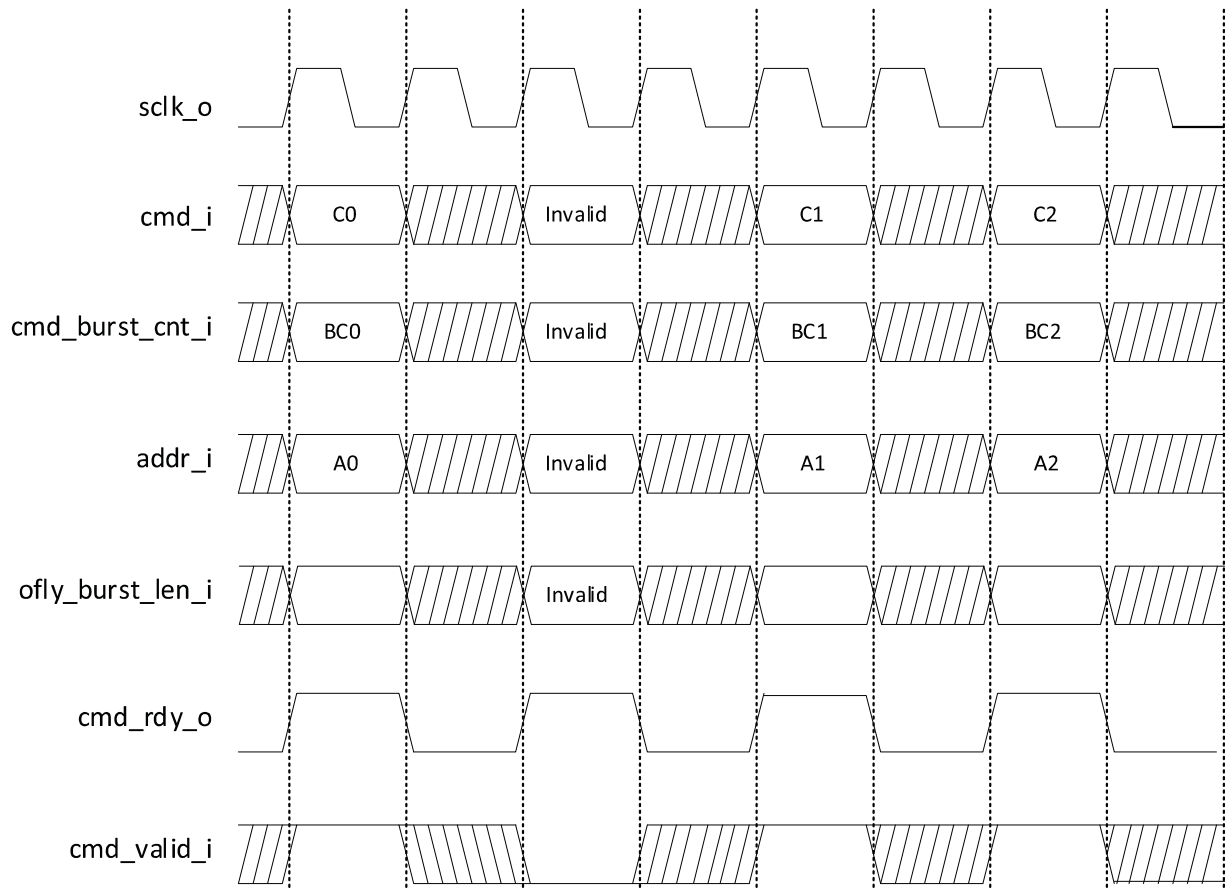 sclk_o
cmd_i C0 Invalid C1 C2
cmd_burst_cnt_i BC0 Invalid BC1 BC2
addr_i A0 Invalid A1 A2
ofly_burst_len_i Invalid
cmd_rdy_o
cmd_valid_i